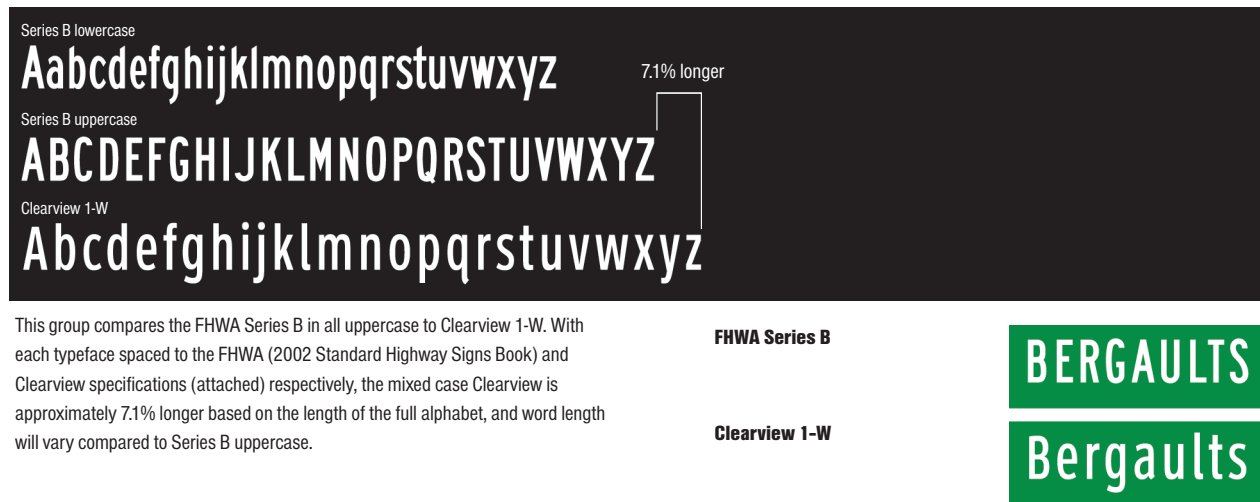 Series B lowercase
Aabcdefghijklmnopqrstuvwxyz
7.1% longer
Series B uppercase
ABCDEFGHIJKLMNOPQRSTUVWXYZ
Clearview 1-W
Abcdefghijklmnopqrstuvwxyz
This group compares the FHWA Series B in all uppercase to Clearview 1-W. With
each typeface spaced to the FHWA (2002 Standard Highway Signs Book) and
Clearview specifications (attached) respectively, the mixed case Clearview is
approximately 7.1% longer based on the length of the full alphabet, and word length
will vary compared to Series B uppercase.
FHWA Series B
BERGAULTS
Clearview 1-W
Bergaults